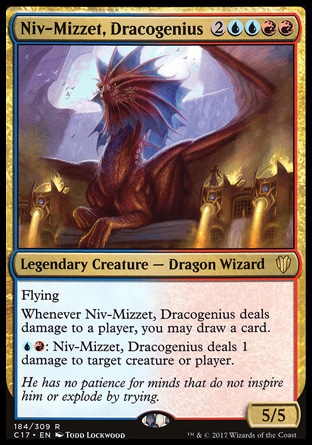 Niv-Mizzet, Dracogenius 2
Legendary Creature — Dragon Wizard
Flying
Whenever Niv-Mizzet, Dracogenius deals
damage to a player, you may draw a card.
: Niv-Mizzet, Dracogenius deals 1
damage to target creature or player.
He has no patience for minds that do not inspire
him or explode by trying.
5/5
184/309 R
C17 • EN Todd Lockwood
™ & © 2017 Wizards of the Coast